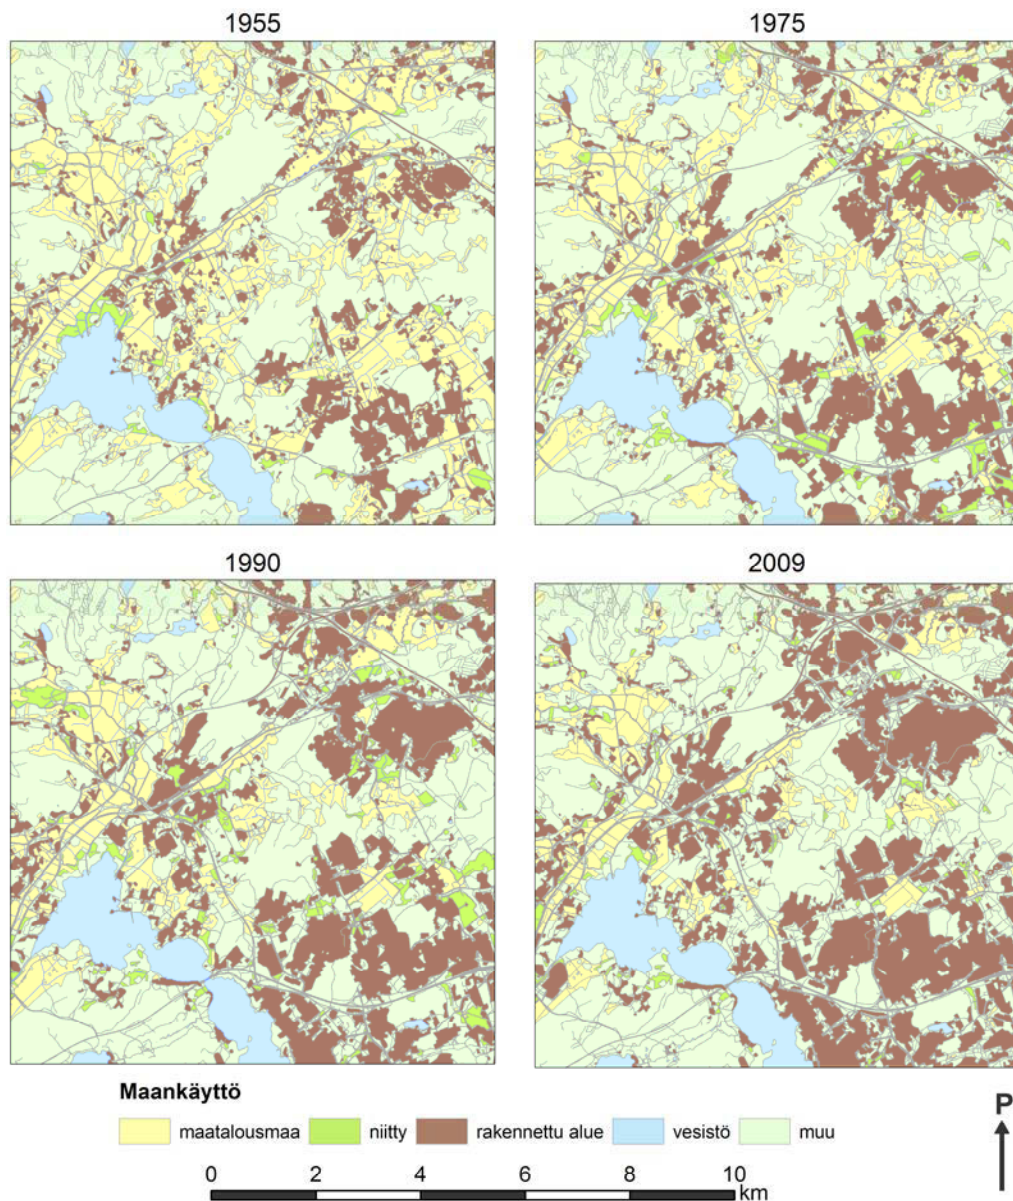 1955
1975
1990
2009
Maankäyttö
maatalousmaa niitty rakennettu alue vesistö muu
P
0 2 4 6 8 10
km